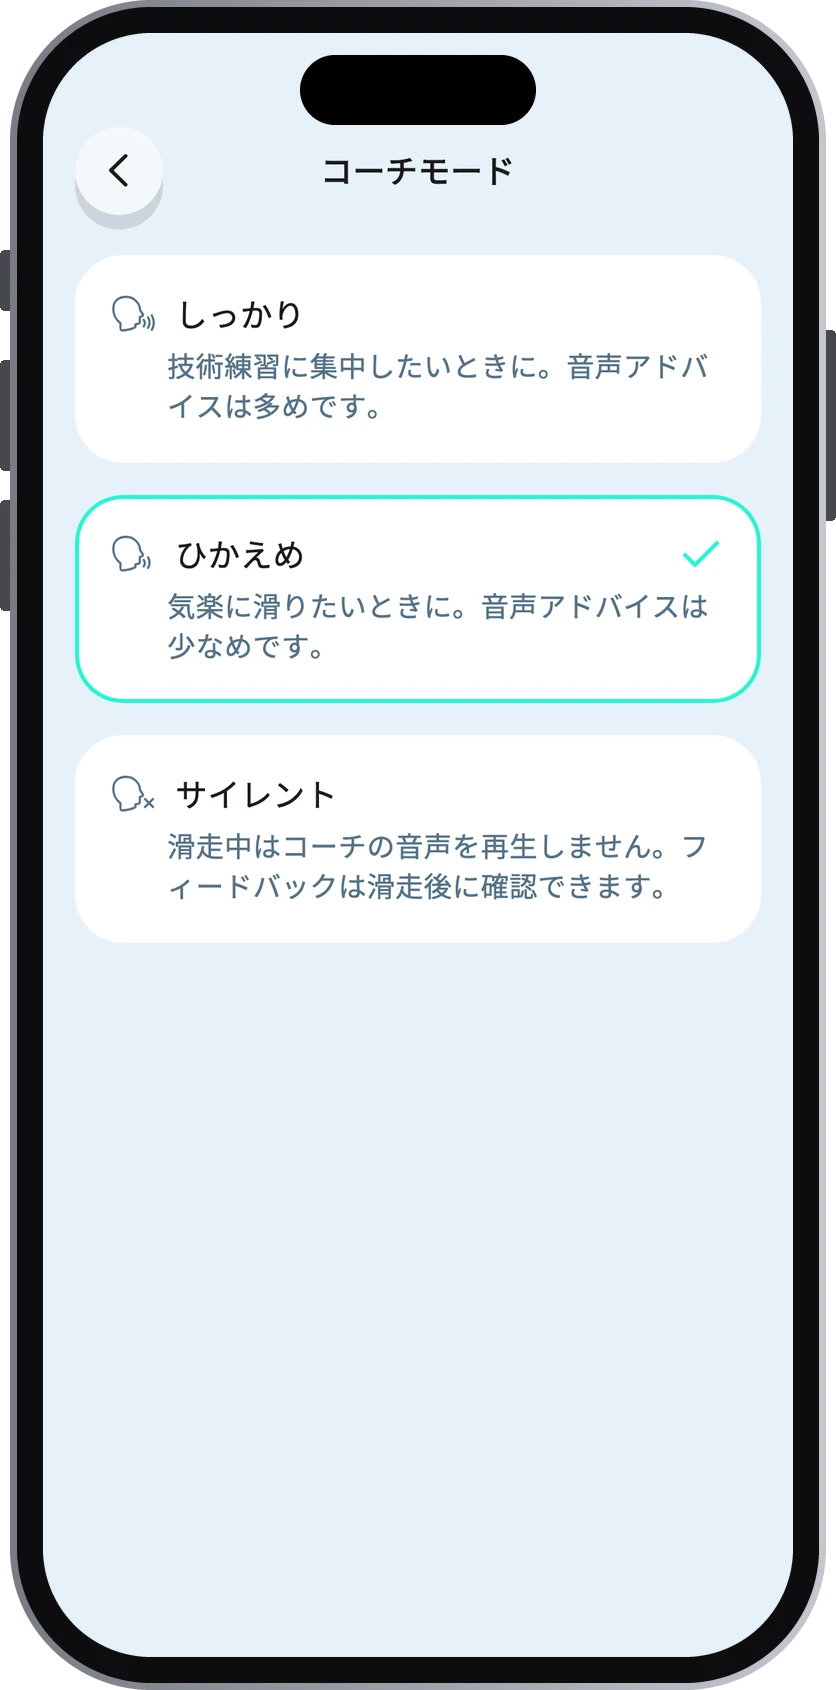 コーチモード
しっかり
技術練習に集中したいときに。音声アドバ
イスは多めです。
ひかえめ
気楽に滑りたいときに。音声アドバイスは
少なめです。
サイレント
滑走中はコーチの音声を再生しません。フ
ィードバックは滑走後に確認できます。